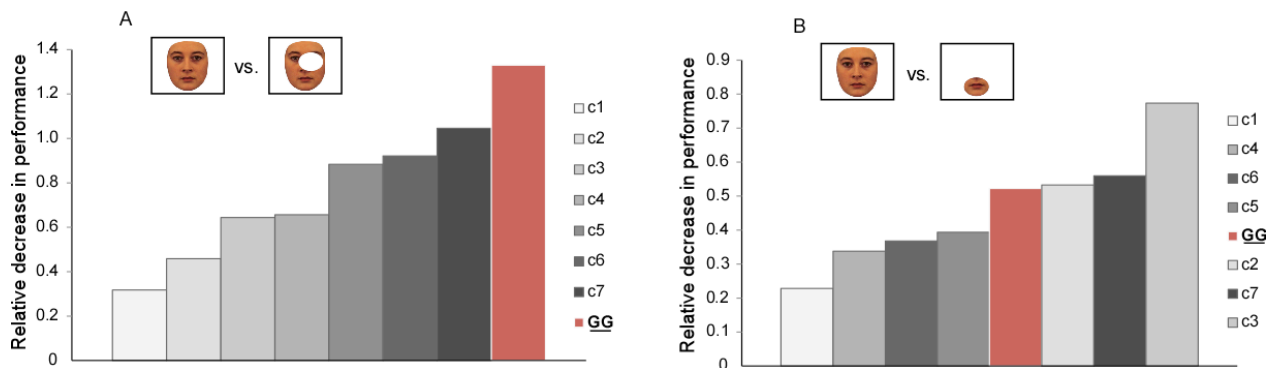 A
Relative decrease in performance
1.4
1.2
1.0
0.8
0.6
0.4
0.2
0
vs.
c1
c2
c3
c4
c5
c6
c7
GG
B
Relative decrease in performance
0.9
0.8
0.7
0.6
0.5
0.4
0.3
0.2
0.1
0
vs.
c1
c4
c6
c5
GG
c2
c7
c3